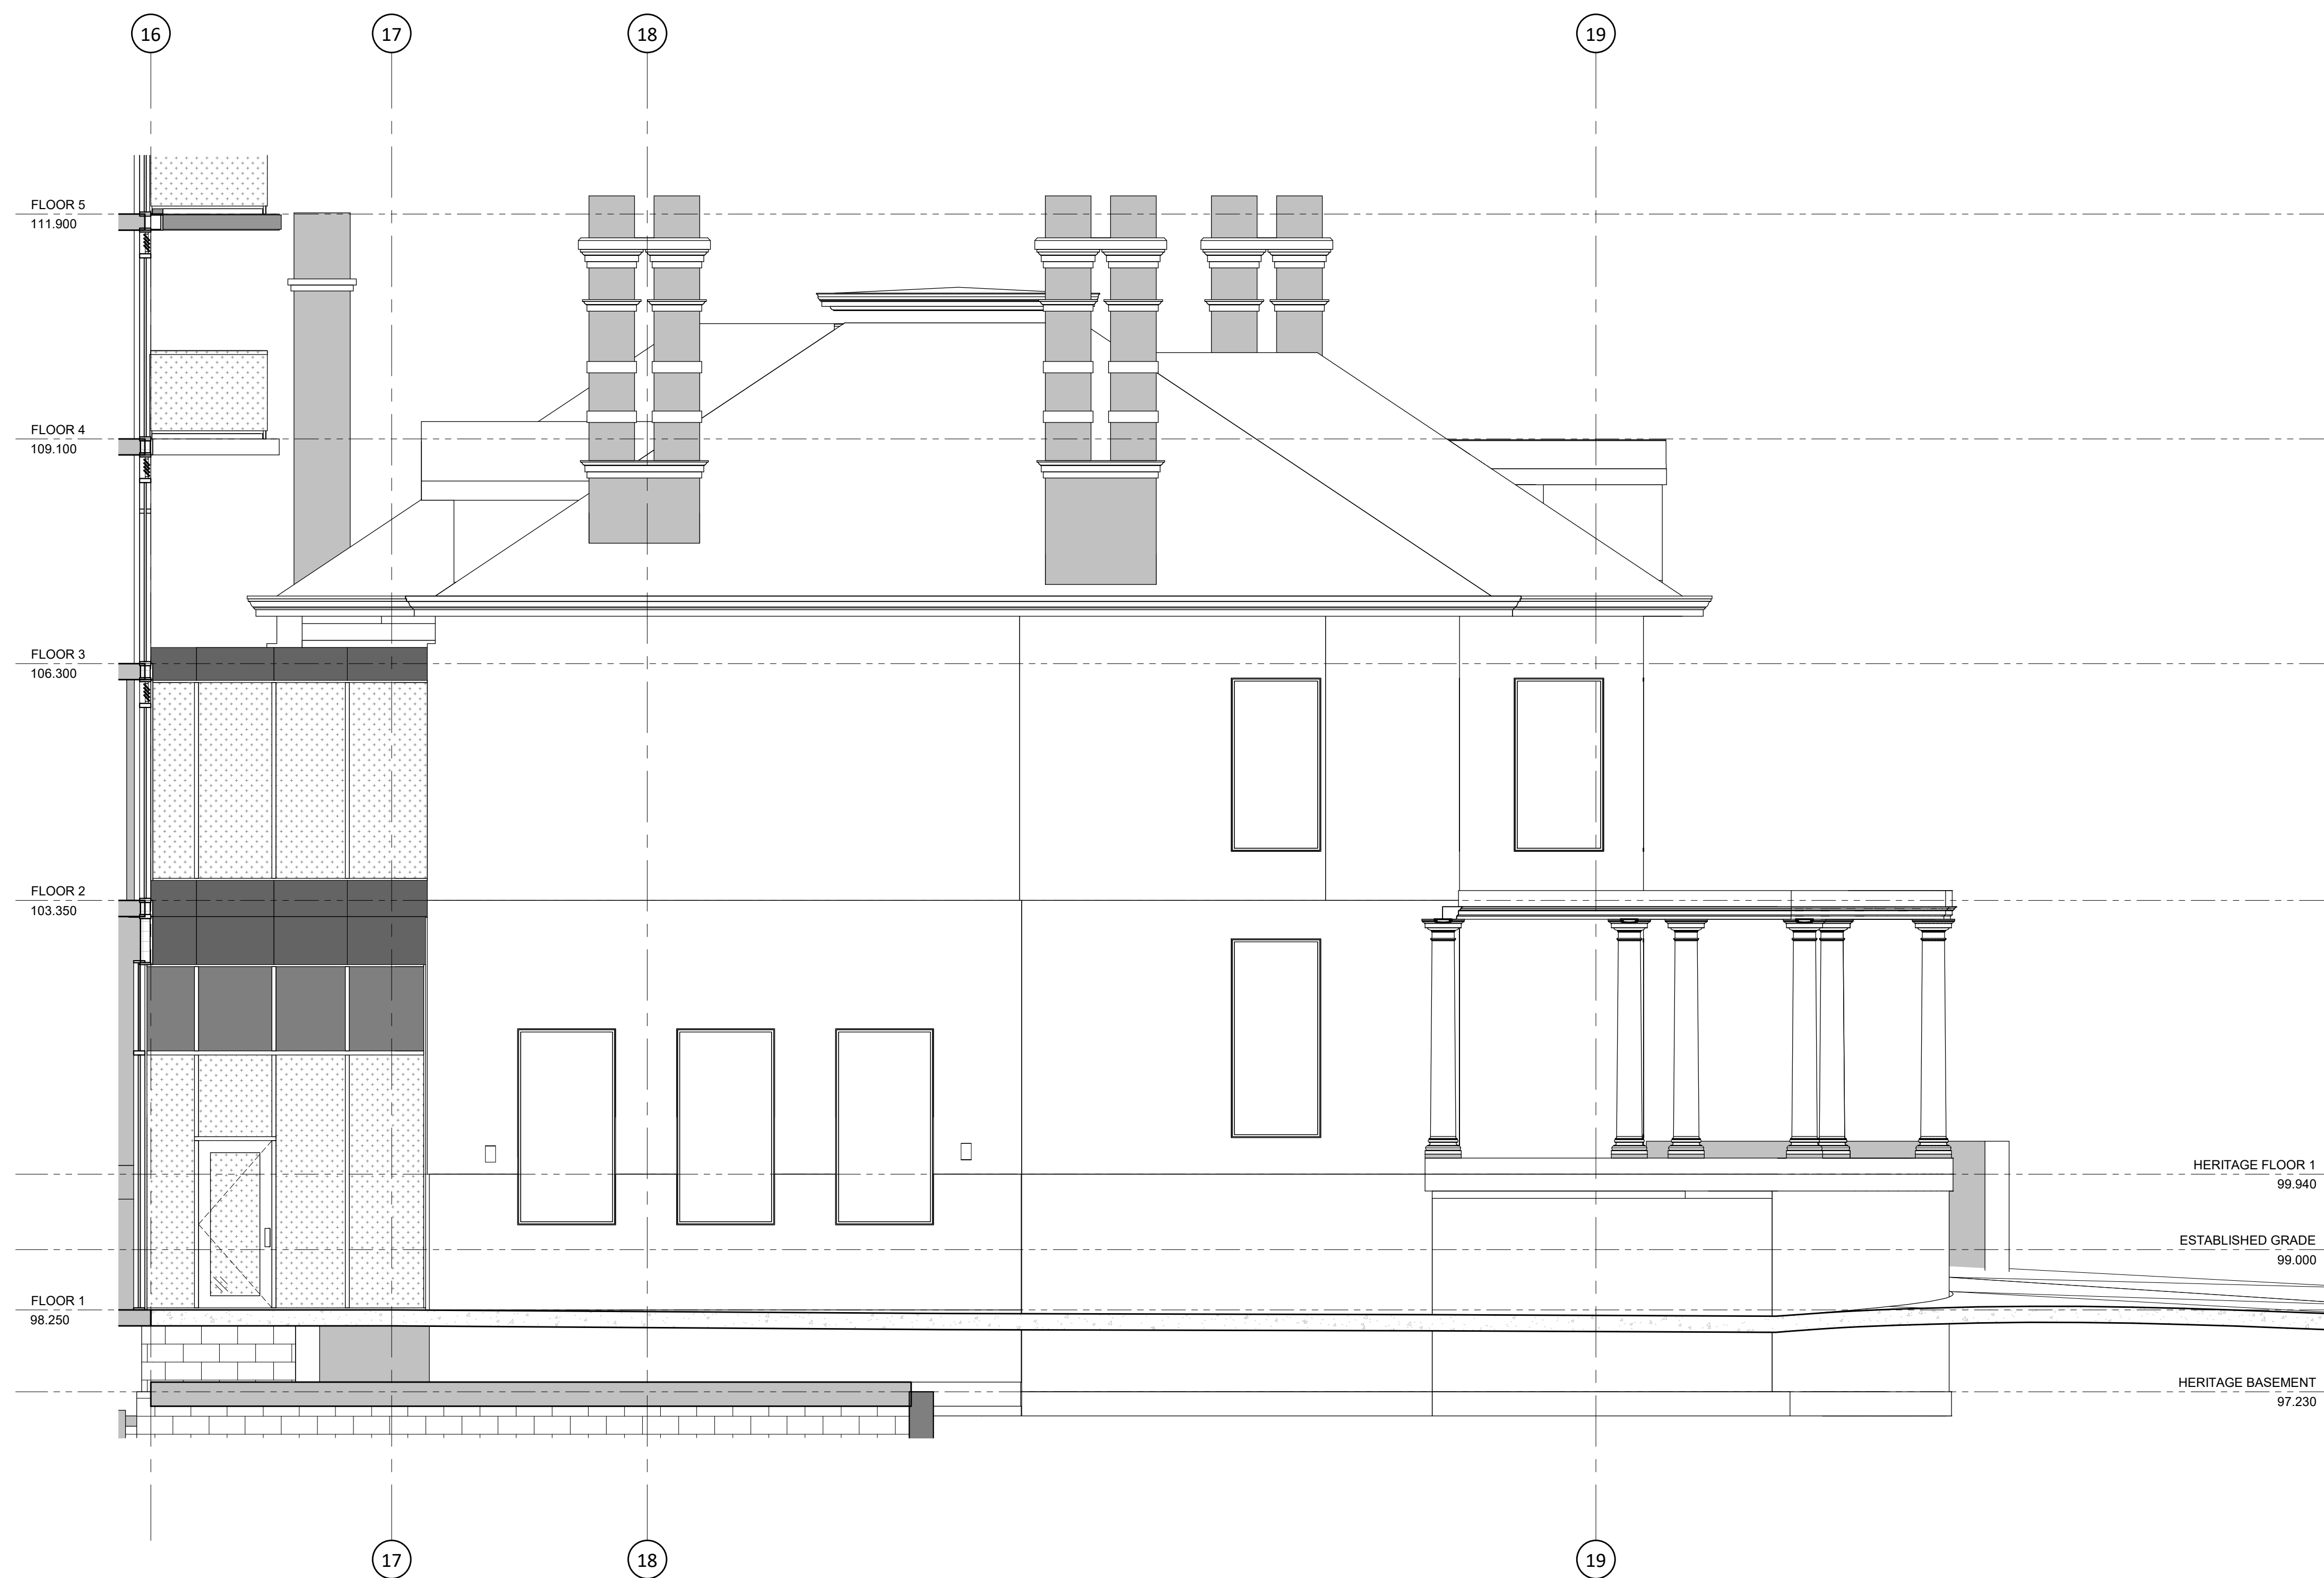 16
17
18
19
FLOOR 5
111.900
FLOOR 4
109.100
FLOOR 3
106.300
FLOOR 2
103.350
HERITAGE FLOOR 1
99.940
ESTABLISHED GRADE
99.000
FLOOR 1
98.250
HERITAGE BASEMENT
97.230
17
18
19